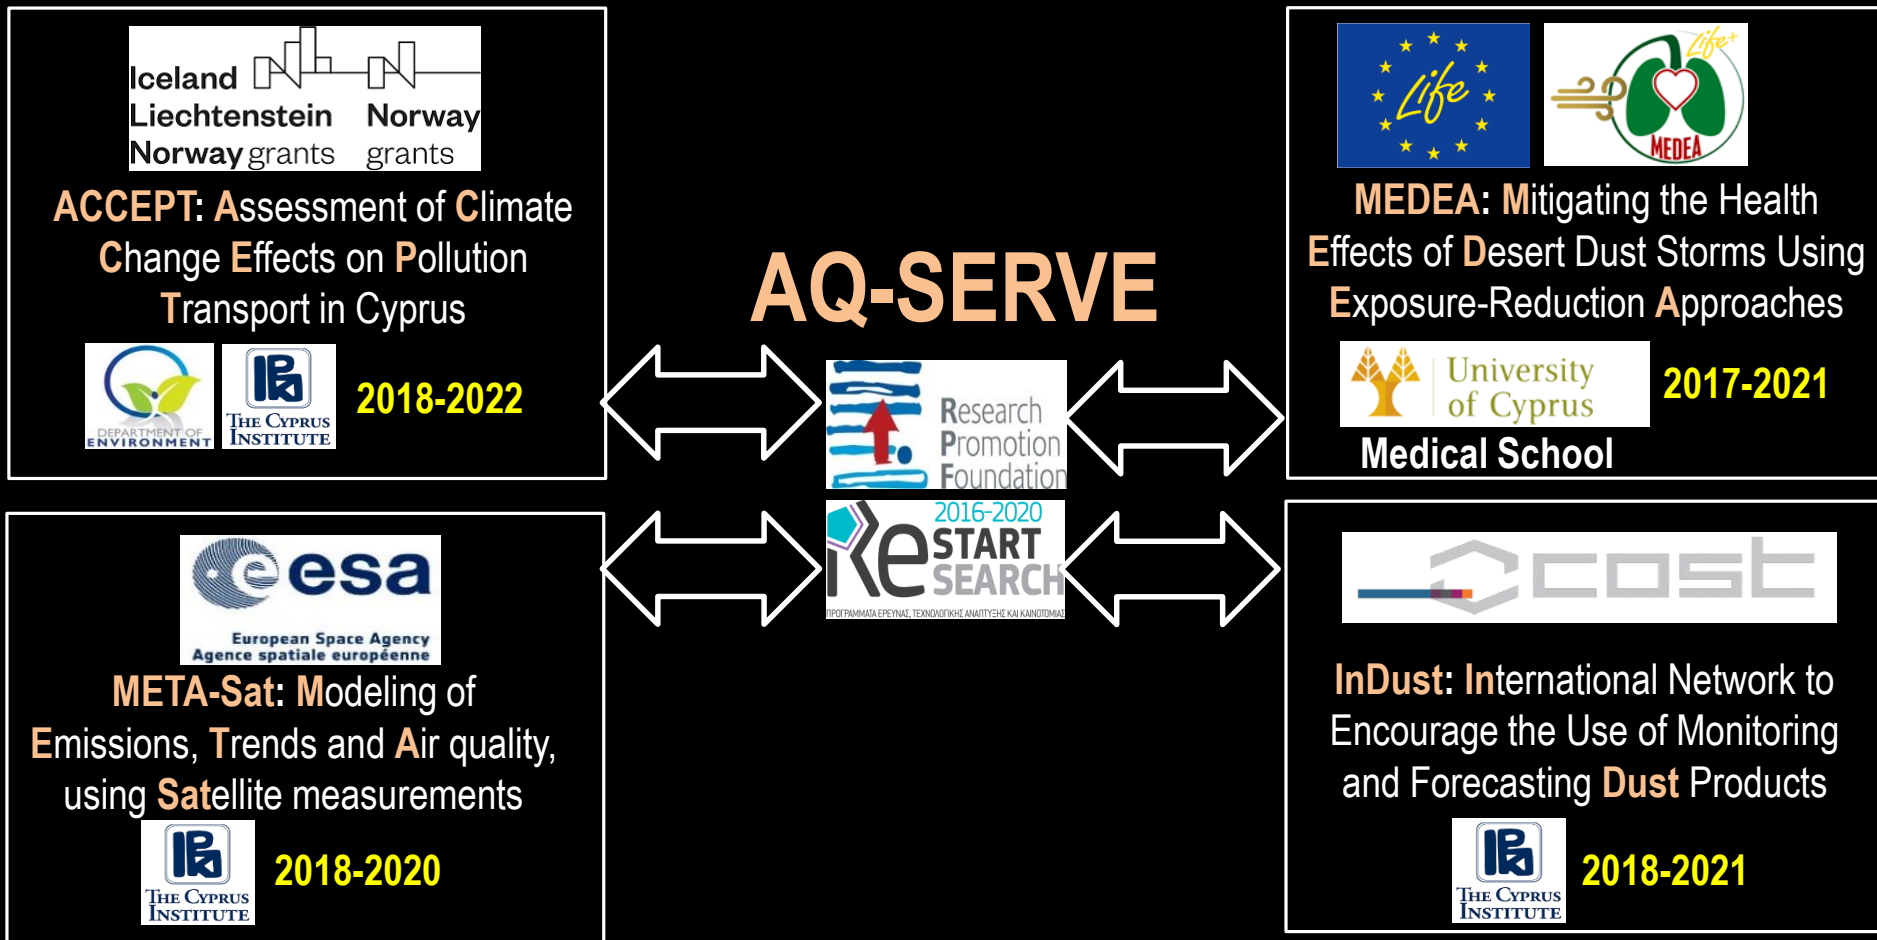 Iceland
Liechtenstein Norway
Norway grants grants
ACCEPT: Assessment of Climate
Change Effects on Pollution
Transport in Cyprus
DEPARTMENT OF
ENVIRONMENT
THE CYPRUS
INSTITUTE
2018-2022
AQ-SERVE
Research
Promotion
Foundation
2016-2020
Re START
SEARCH
ΠΡΟΓΡΑΜΜΑΤΑ ΕΡΕΥΝΑΣ, ΤΕΧΝΟΛΟΓΙΚΗΣ ΑΝΑΠΤΥΞΗΣ ΚΑΙ ΚΑΙΝΟΤΟΜΙΑΣ
Life
Life+
MEDEA
MEDEA: Mitigating the Health
Effects of Desert Dust Storms Using
Exposure-Reduction Approaches
University
of Cyprus
2017-2021
Medical School
esa
European Space Agency
Agence spatiale européenne
META-Sat: Modeling of
Emissions, Trends and Air quality,
using Satellite measurements
THE CYPRUS
INSTITUTE
2018-2020
cost
InDust: International Network to
Encourage the Use of Monitoring
and Forecasting Dust Products
THE CYPRUS
INSTITUTE
2018-2021